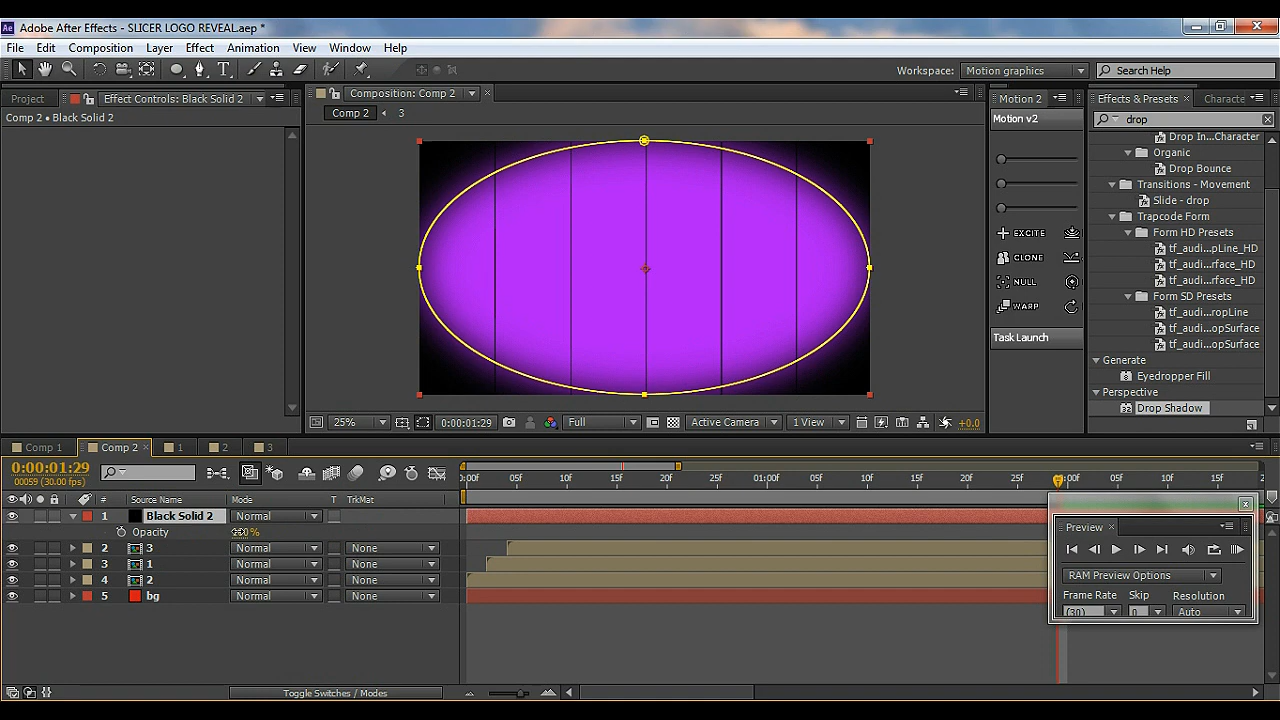 Adobe After Effects - SLICER LOGO REVEAL.aep *
File Edit Composition Layer Effect Animation View Window Help
Workspace: Motion graphics Search Help
Project Effect Controls: Black Solid 2
Comp 2 • Black Solid 2
Composition: Comp 2
Comp 2 3
Motion 2
Motion v2
EXCITE
CLONE
NULL
WARP
Task Launch
Effects & Presets Characte
drop
Drop In...Character
Organic
Drop Bounce
Transitions - Movement
Slide - drop
Trapcode Form
Form HD Presets
tf_audi...pLine_HD
tf_audi...rface_HD
tf_audi...rface_HD
Form SD Presets
tf_audi...ropLine
tf_audi...opSurface
tf_audi...opSurface
Generate
Eyedropper Fill
Perspective
Drop Shadow
25% 0:00:01:29 Full Active Camera 1 View +0.0
Comp 1 Comp 2 1 2 3
0:00:01:29
00059 (30.00 fps)
# Source Name Mode T TrkMat
:00f 05f 10f 15f 20f 25f 01:00f 05f 10f 15f 20f 25f :00f 05f 10f 15f
1 Black Solid 2 Normal
Opacity
2 3 Normal None
3 1 Normal None
4 2 Normal None
5 bg Normal None
Preview
RAM Preview Options
Frame Rate Skip Resolution
(30) 0 Auto
Toggle Switches / Modes